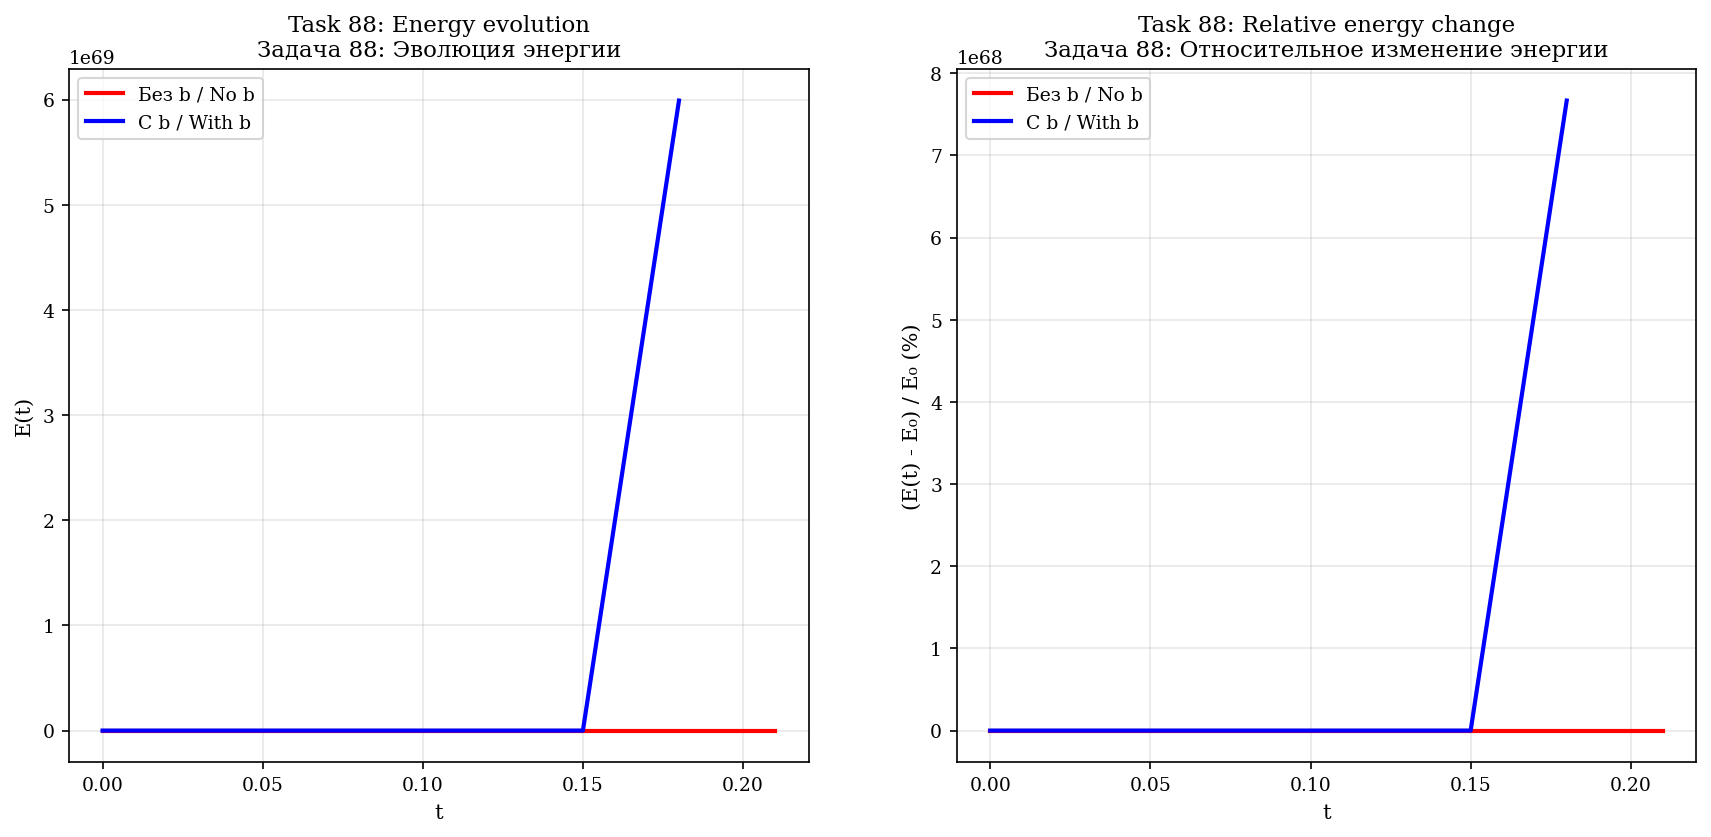 Task 88: Energy evolution
Задача 88: Эволюция энергии
1e69
Без b / No b
С b / With b
6
5
4
3
2
1
0
E(t)
0.00 0.05 0.10 0.15 0.20
t
Task 88: Relative energy change
Задача 88: Относительное изменение энергии
1e68
Без b / No b
С b / With b
8
7
6
5
4
3
2
1
0
(E(t) - E₀) / E₀ (%)
0.00 0.05 0.10 0.15 0.20
t